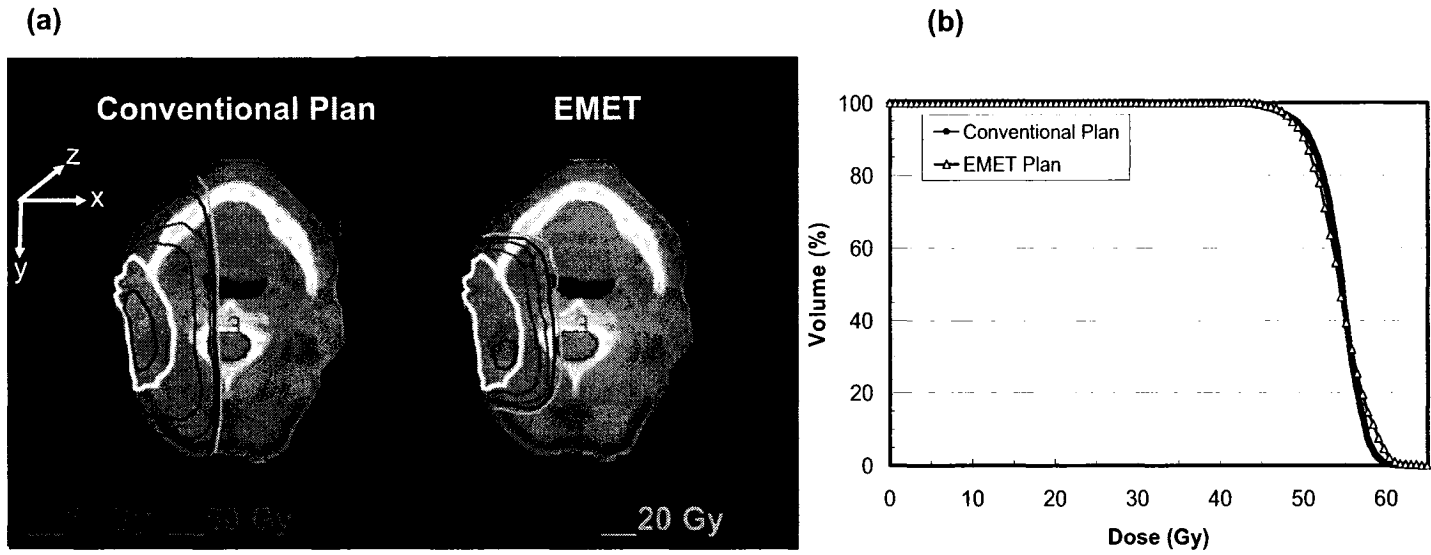 (a)
(b)
Conventional Plan
EMET
z
x
y
20 Gy
Conventional Plan
EMET Plan
Volume (%)
100
80
60
40
20
0
0
10
20
30
40
50
60
Dose (Gy)